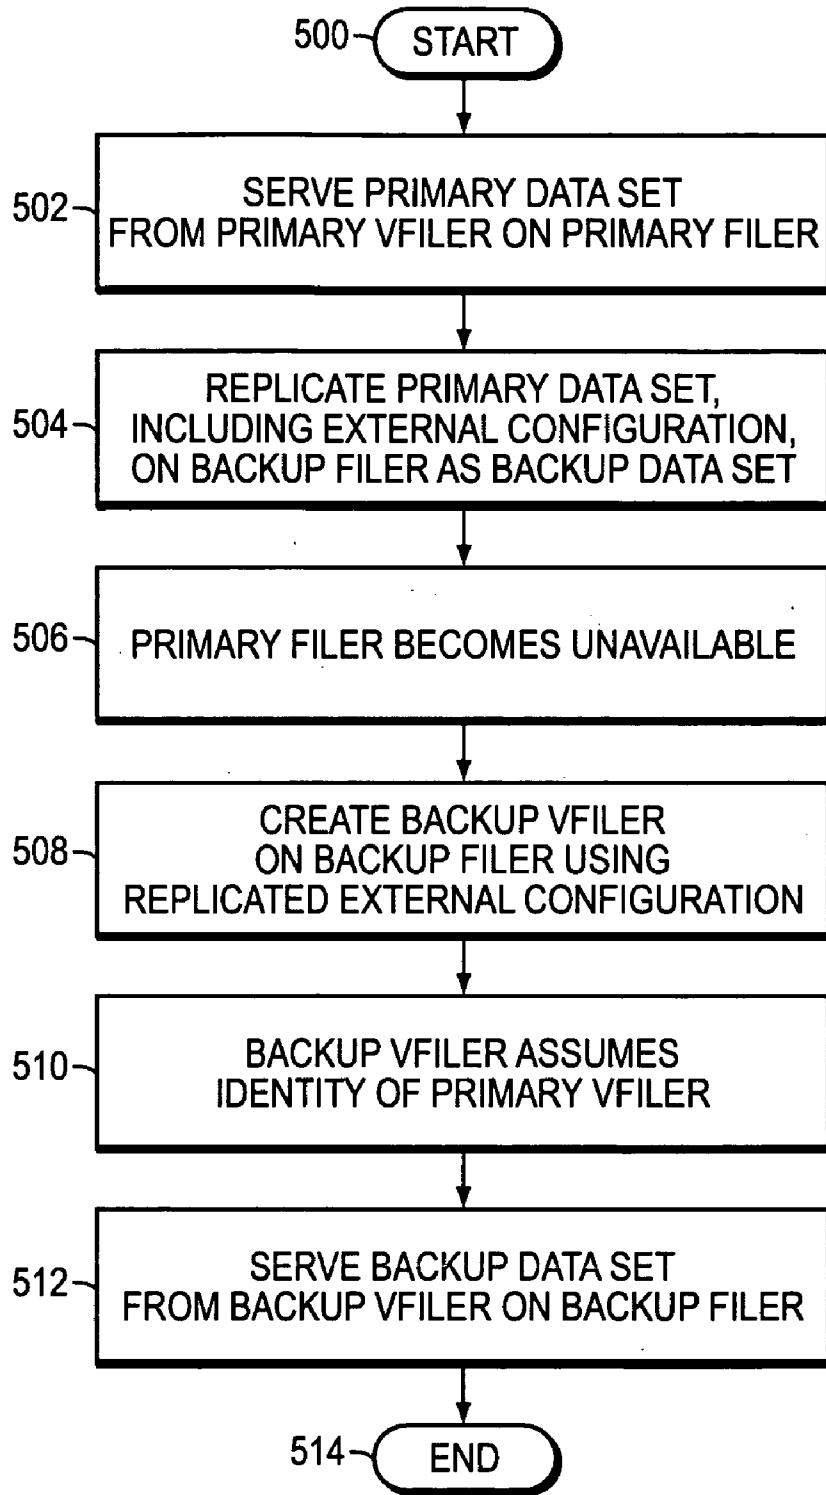 500
START
502
SERVE PRIMARY DATA SET
FROM PRIMARY VFILER ON PRIMARY FILER
504
REPLICATE PRIMARY DATA SET,
INCLUDING EXTERNAL CONFIGURATION,
ON BACKUP FILER AS BACKUP DATA SET
506
PRIMARY FILER BECOMES UNAVAILABLE
508
CREATE BACKUP VFILER
ON BACKUP FILER USING
REPLICATED EXTERNAL CONFIGURATION
510
BACKUP VFILER ASSUMES
IDENTITY OF PRIMARY VFILER
512
SERVE BACKUP DATA SET
FROM BACKUP VFILER ON BACKUP FILER
514
END